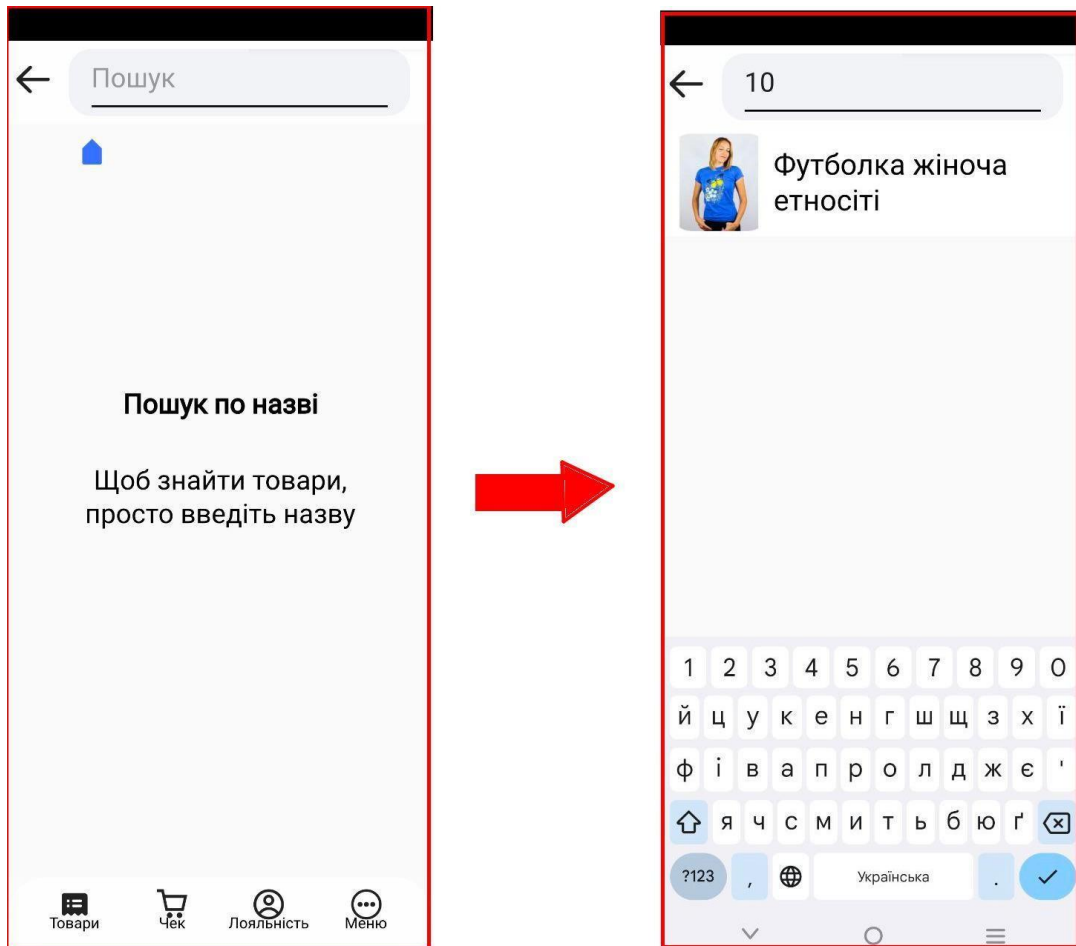 Пошук
Пошук по назві
Щоб знайти товари,
просто введіть назву
Товари Чек Лояльність Меню
10
Футболка жіноча
етносіті
1 2 3 4 5 6 7 8 9 0
й ц у к е н г ш щ з х ї
ф і в а п р о л д ж є '
я ч с м и т ь б ю ґ
?123 , Українська .